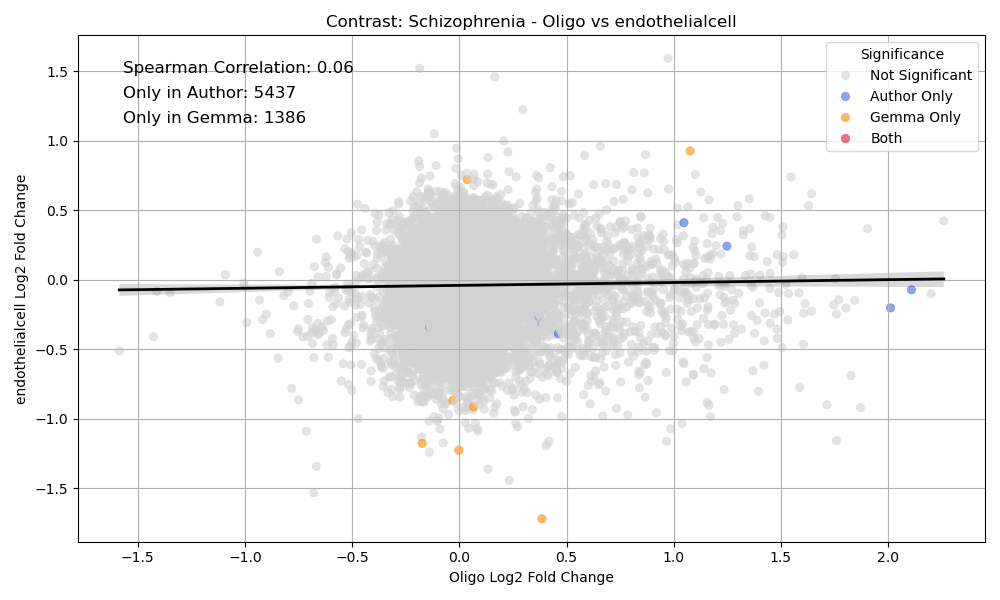 Contrast: Schizophrenia - Oligo vs endothelialcell
Spearman Correlation: 0.06
Only in Author: 5437
Only in Gemma: 1386
Significance
Not Significant
Author Only
Gemma Only
Both
endothelialcell Log2 Fold Change
1.5
1.0
0.5
0.0
−0.5
−1.0
−1.5
−1.5 −1.0 −0.5 0.0 0.5 1.0 1.5 2.0
Oligo Log2 Fold Change